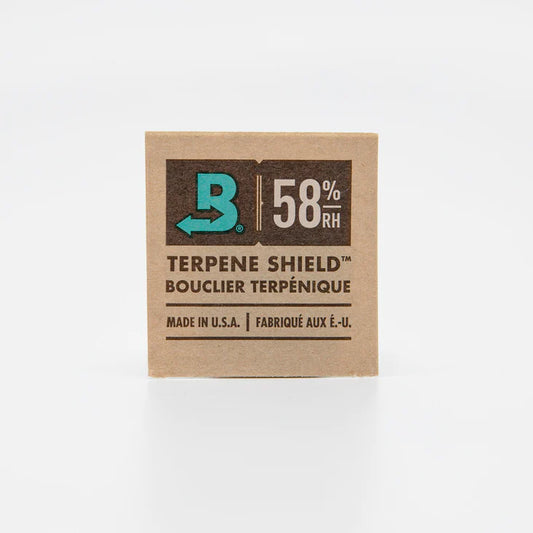 B® | 58%
RH
TERPENE SHIELD™
BOUCLIER TERPÉNIQUE
MADE IN U.S.A. | FABRIQUÉ AUX É.-U.